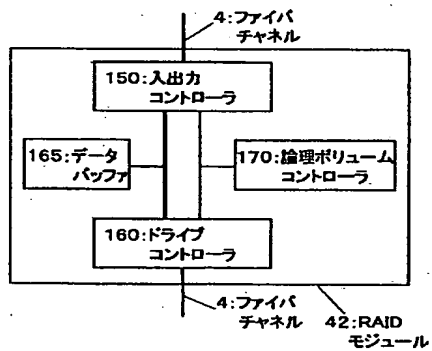 4:ファイバ
チャネル
150:入出力
コントローラ
165:データ
バッファ
170:論理ボリューム
コントローラ
160:ドライブ
コントローラ
4:ファイバ
チャネル
42:RAID
モジュール